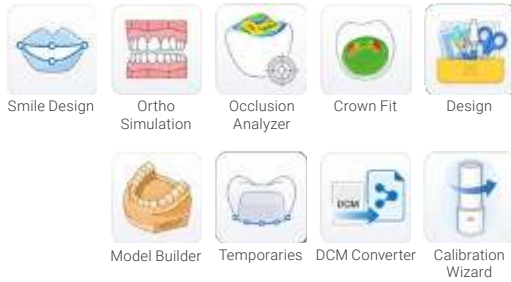 Smile Design
Ortho
Simulation
Occlusion
Analyzer
Crown Fit
Design
Model Builder
Temporaries
DCM
DCM Converter
Calibration
Wizard